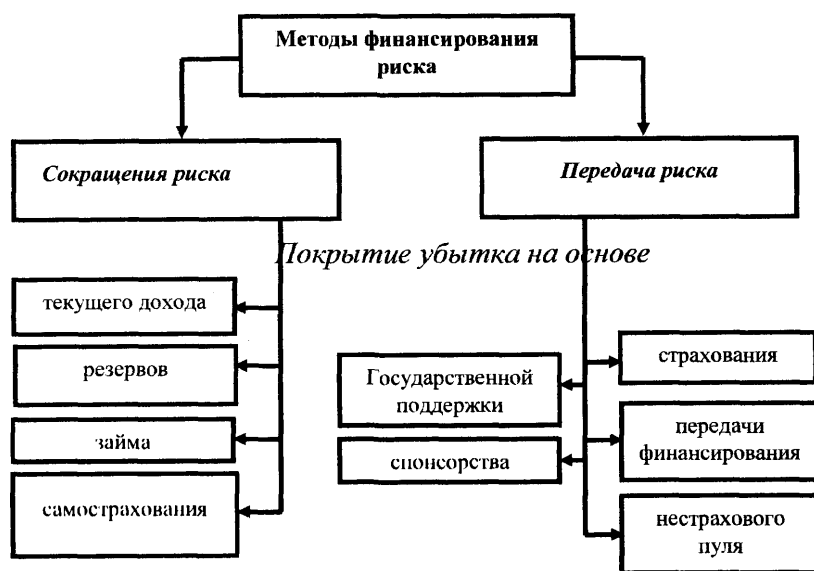 Методы финансирования
риска
Сокращения риска
Передача риска
Покрытие убытка на основе
текущего дохода
резервов
займа
самострахования
Государственной
поддержки
спонсорства
страхования
передачи
финансирования
нестрахового
пуля